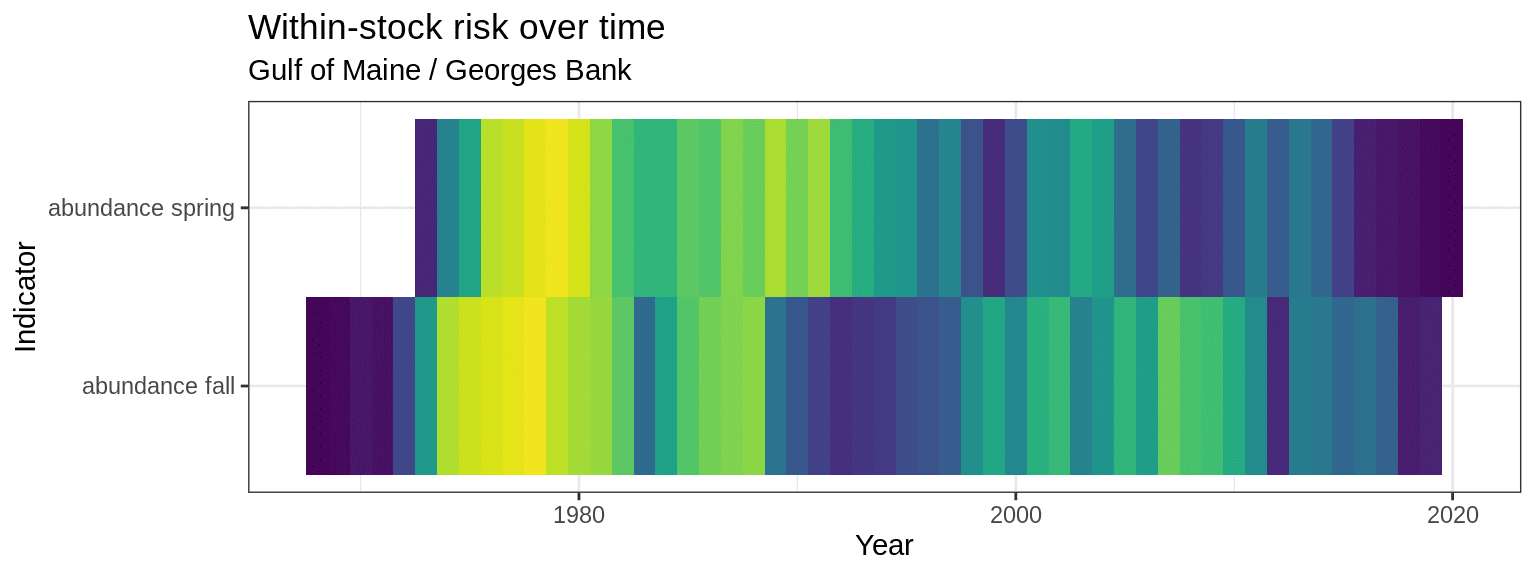 Within-stock risk over time
Gulf of Maine / Georges Bank
Indicator
abundance spring
abundance fall
1980
2000
2020
Year